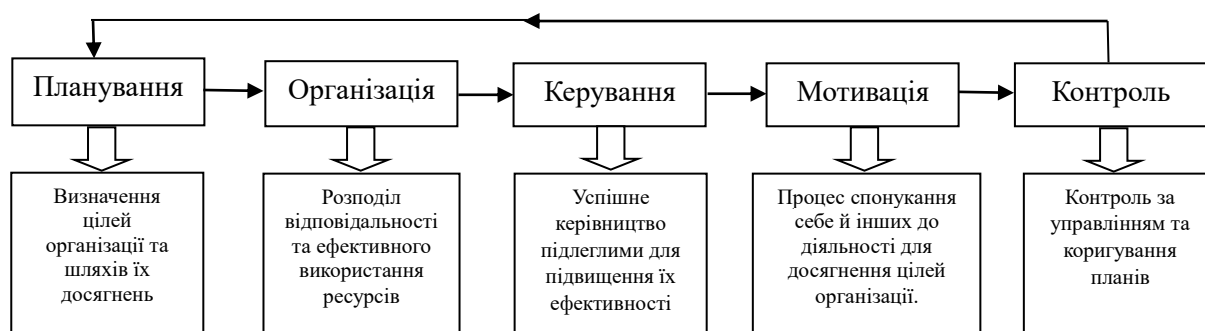 Планування
Організація
Керування
Мотивація
Контроль
Визначення
цілей
організації та
шляхів їх
досягнень
Розподіл
відповідальності
та ефективного
використання
ресурсів
Успішне
керівництво
підлеглими для
підвищення їх
ефективності
Процес спонукання
себе й інших до
діяльності для
досягнення цілей
організації.
Контроль за
управлінням та
коригування
планів